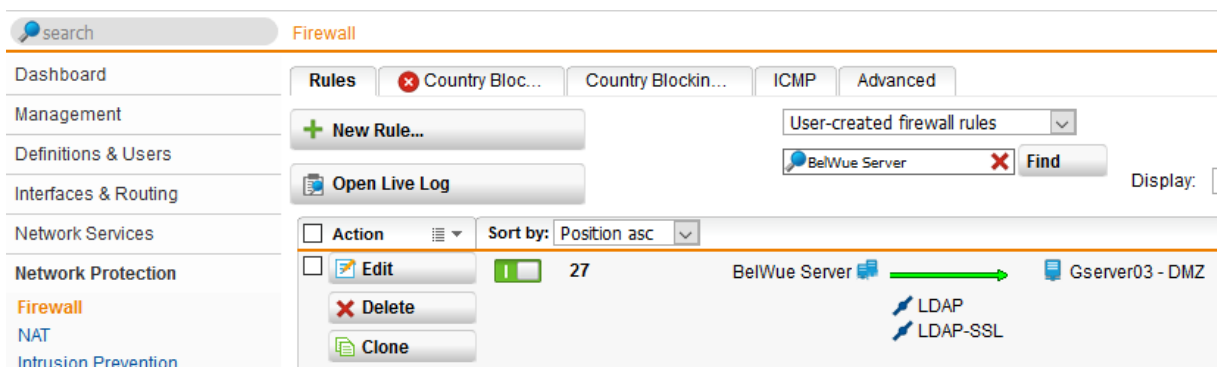 search
Firewall
Dashboard
Management
Definitions & Users
Interfaces & Routing
Network Services
Network Protection
Firewall
NAT
Intrusion Prevention
Rules
Country Bloc...
Country Blockin...
ICMP
Advanced
New Rule...
User-created firewall rules
BelWue Server
Find
Open Live Log
Display:
Action
Sort by: Position asc
Edit
27
BelWue Server
Gserver03 - DMZ
Delete
LDAP
LDAP-SSL
Clone